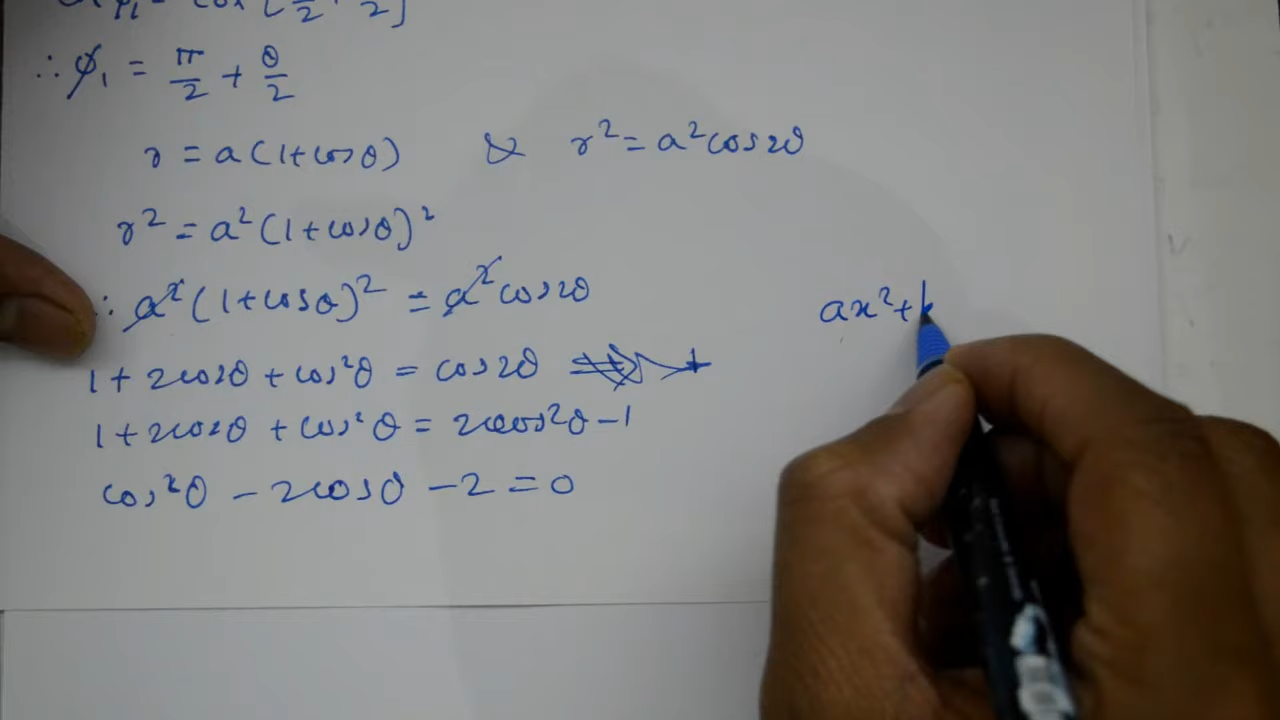 ∴ φ₁ = π/2 + θ/2
r = a(1+cosθ) & r² = a²cos2θ
r² = a²(1+cosθ)²
∴ a²(1+cosθ)² = a²cos2θ
ax²+b
1+2cosθ+cos²θ = cos2θ
1+2cosθ+cos²θ = 2cos²θ-1
cos²θ - 2cosθ - 2 = 0